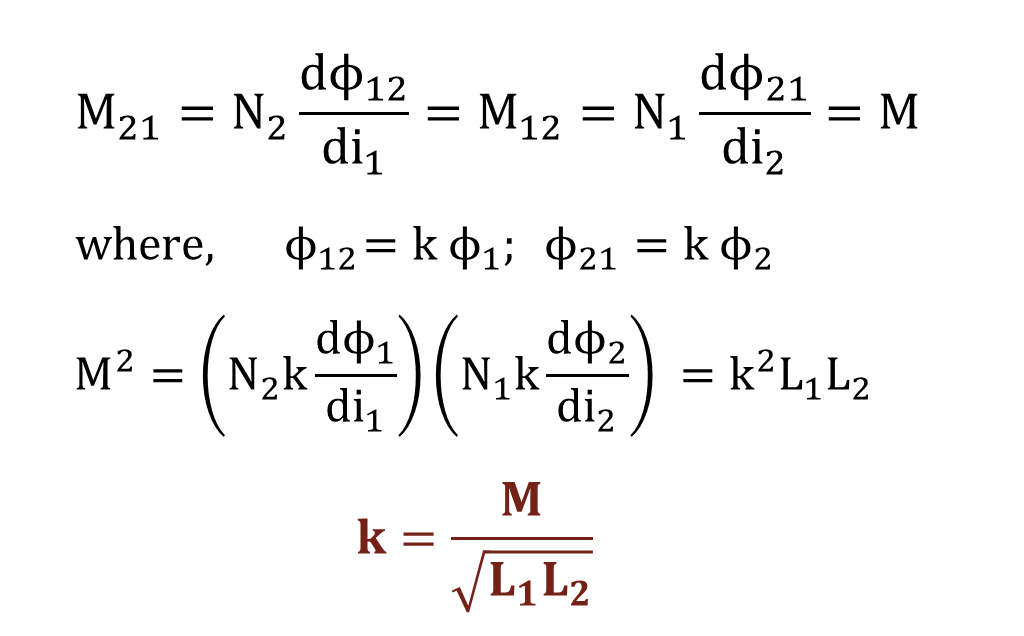 M₂₁ = N₂ dϕ₁₂/di₁ = M₁₂ = N₁ dϕ₂₁/di₂ = M
where, ϕ₁₂ = k ϕ₁; ϕ₂₁ = k ϕ₂
M² = (N₂k dϕ₁/di₁) (N₁k dϕ₂/di₂) = k²L₁L₂
k = M/√(L₁L₂)